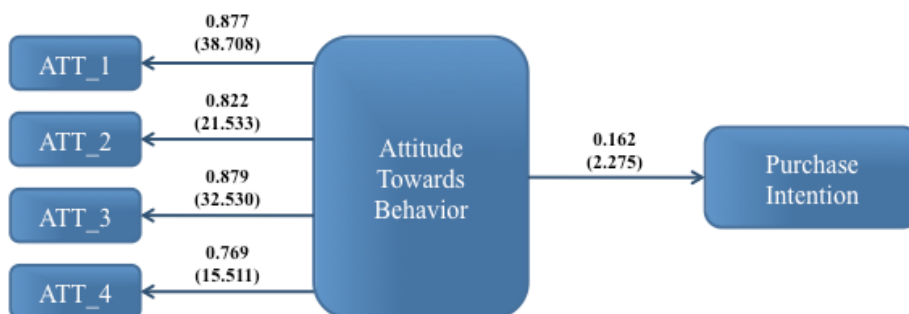 0.877
(38.708)
ATT_1
0.822
(21.533)
ATT_2
0.879
(32.530)
ATT_3
0.769
(15.511)
ATT_4
Attitude
Towards
Behavior
0.162
(2.275)
Purchase
Intention